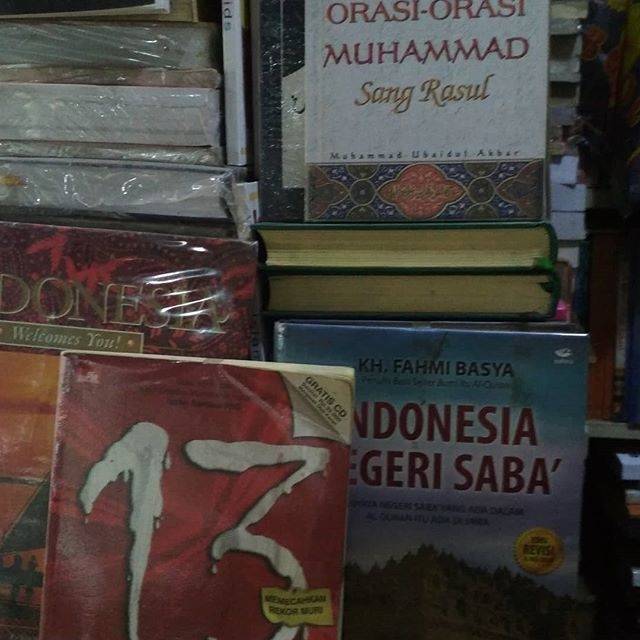 ORASI-ORASI
MUHAMMAD
Sang Rasul
Muhammad Ubaidul Akbar
DONESIA
Welcomes You!
KH. FAHMI BASYA
NDONESIA
EGERI SABA'
GRATIS CD
13
MEMECAHKAN
REKOR MURI
REVISI